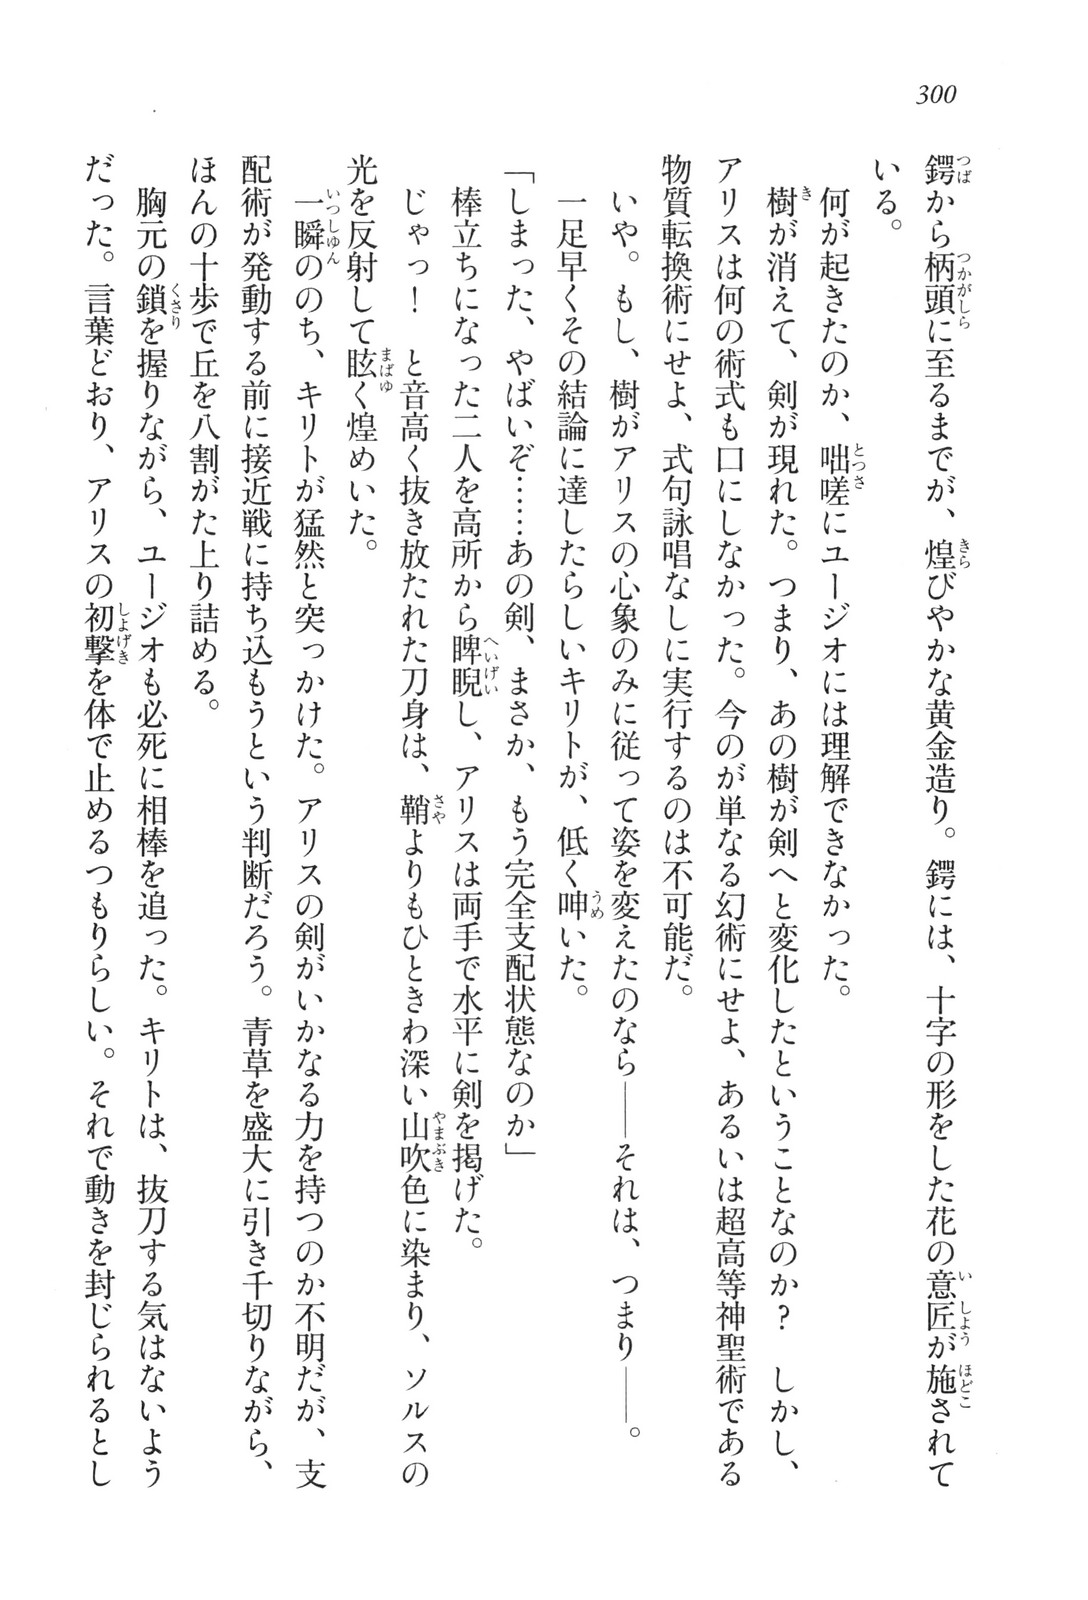 300
鍔から柄頭に至るまでが、煌びやかな黄金造り。鍔には、十字の形をした花の意匠が施されて
いる。
何が起きたのか、咄嗟にユージオには理解できなかった。
樹が消えて、剣が現れた。つまり、あの樹が剣へと変化したということなのか？　しかし、
アリスは何の術式も口にしなかった。今のが単なる幻術にせよ、あるいは超高等神聖術である
物質転換術にせよ、式句詠唱なしに実行するのは不可能だ。
いや。もし、樹がアリスの心象のみに従って姿を変えたのなら――それは、つまり――。
一足早くその結論に達したらしいキリトが、低く呻いた。
「しまった、やばいぞ……あの剣、まさか、もう完全支配状態なのか」
棒立ちになった二人を高所から睥睨し、アリスは両手で水平に剣を掲げた。
じゃっ！　と音高く抜き放たれた刀身は、鞘よりもひときわ深い山吹色に染まり、ソルスの
光を反射して眩く煌めいた。
一瞬ののち、キリトが猛然と突っかけた。アリスの剣がいかなる力を持つのか不明だが、支
配術が発動する前に接近戦に持ち込もうという判断だろう。青草を盛大に引き千切りながら、
ほんの十歩で丘を八割がた上り詰める。
胸元の鎖を握りながら、ユージオも必死に相棒を追った。キリトは、抜刀する気はないよう
だった。言葉どおり、アリスの初撃を体で止めるつもりらしい。それで動きを封じられるとし